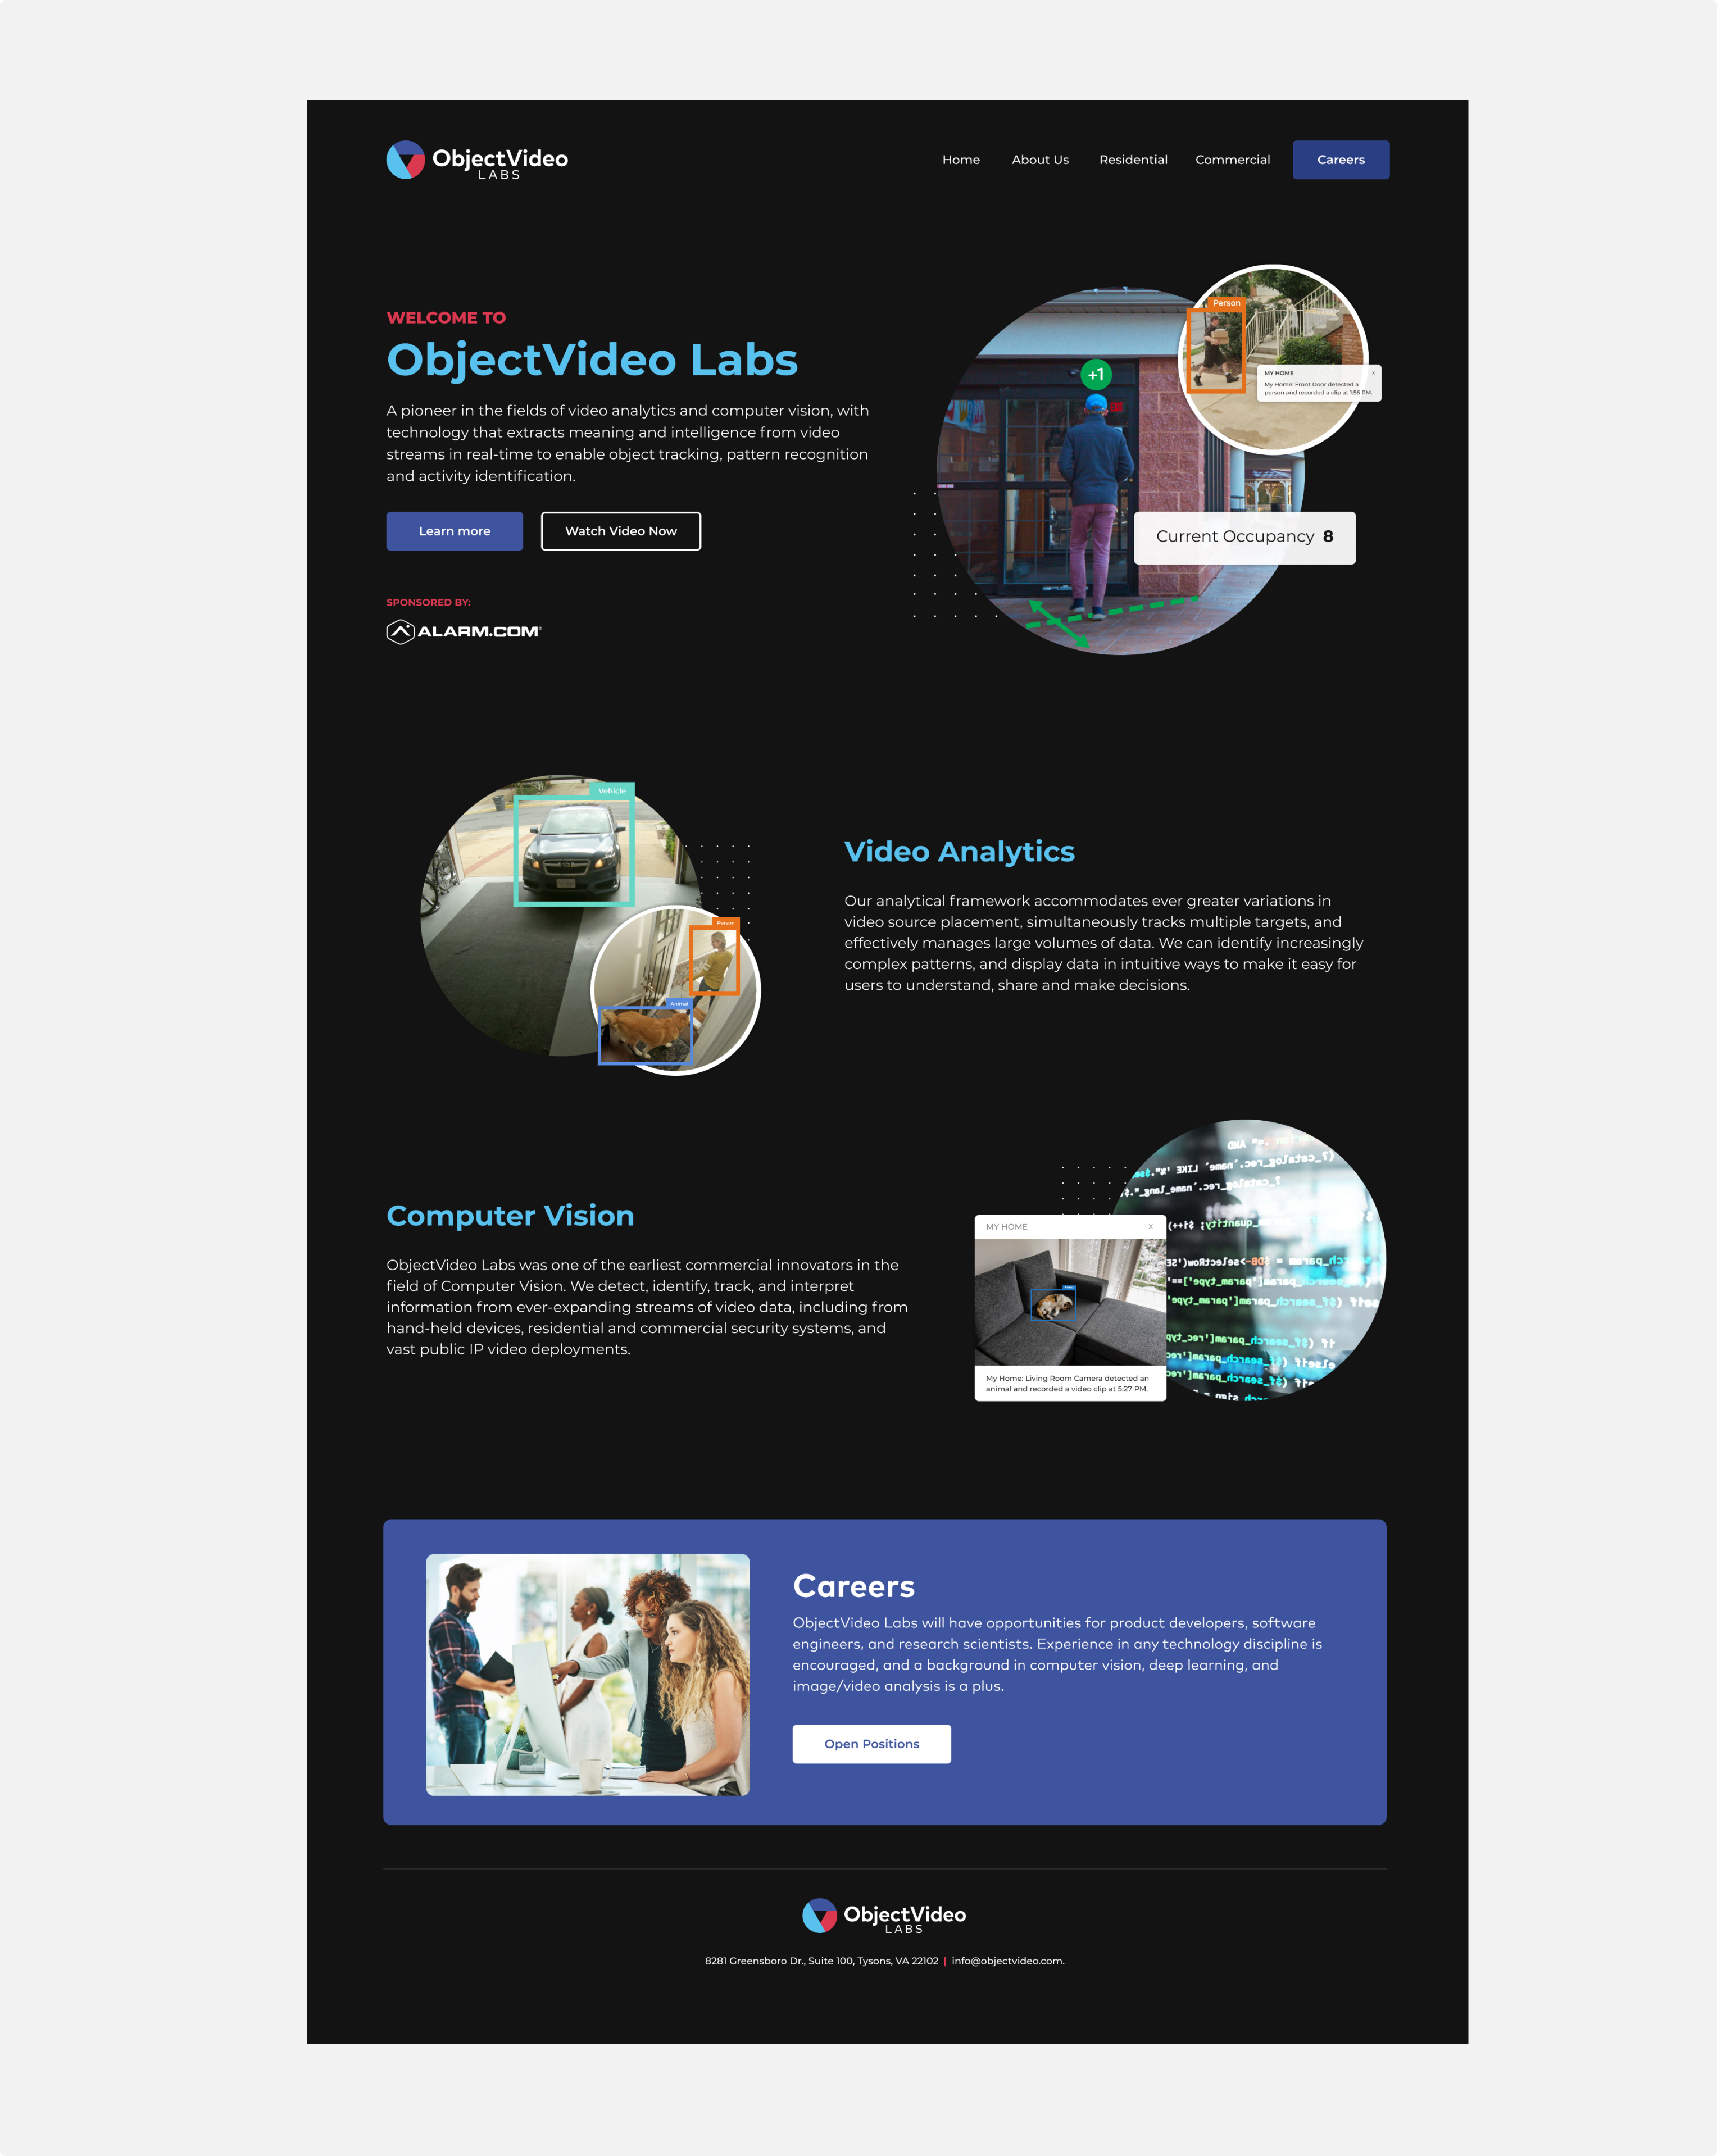 ObjectVideo
LABS
Home About Us Residential Commercial Careers
WELCOME TO
ObjectVideo Labs
A pioneer in the fields of video analytics and computer vision, with
technology that extracts meaning and intelligence from video
streams in real-time to enable object tracking, pattern recognition
and activity identification.
Learn more Watch Video Now
SPONSORED BY:
ALARM.COM
Person
MY HOME x
My Home: Front Door detected a
person and recorded a clip at 1:56 PM.
+1
Current Occupancy 8
Vehicle
Person
Animal
Video Analytics
Our analytical framework accommodates ever greater variations in
video source placement, simultaneously tracks multiple targets, and
effectively manages large volumes of data. We can identify increasingly
complex patterns, and display data in intuitive ways to make it easy for
users to understand, share and make decisions.
Computer Vision
ObjectVideo Labs was one of the earliest commercial innovators in the
field of Computer Vision. We detect, identify, track, and interpret
information from ever-expanding streams of video data, including from
hand-held devices, residential and commercial security systems, and
vast public IP video deployments.
MY HOME X
My Home: Living Room Camera detected an
animal and recorded a video clip at 5:27 PM.
Careers
ObjectVideo Labs will have opportunities for product developers, software
engineers, and research scientists. Experience in any technology discipline is
encouraged, and a background in computer vision, deep learning, and
image/video analysis is a plus.
Open Positions
ObjectVideo
LABS
8281 Greensboro Dr., Suite 100, Tysons, VA 22102 | info@objectvideo.com.